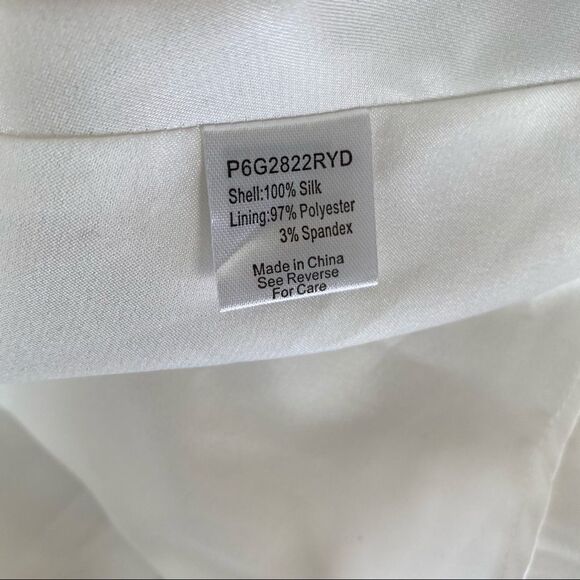 P6G2822RYD
Shell:100% Silk
Lining:97% Polyester
3% Spandex
Made in China
See Reverse
For Care